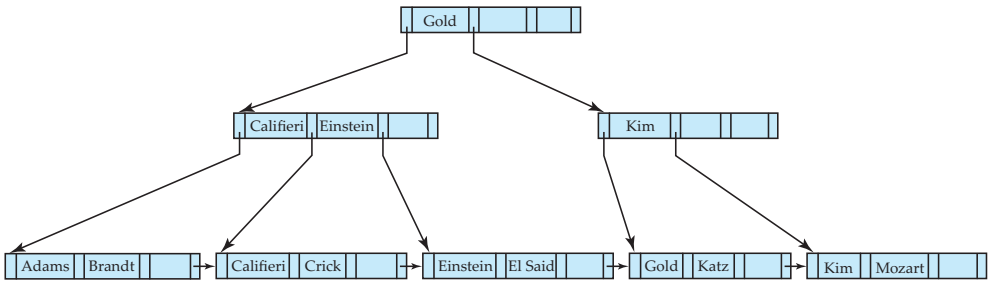 Gold
Califieri Einstein
Kim
Adams Brandt
Califieri Crick
Einstein El Said
Gold Katz
Kim Mozart